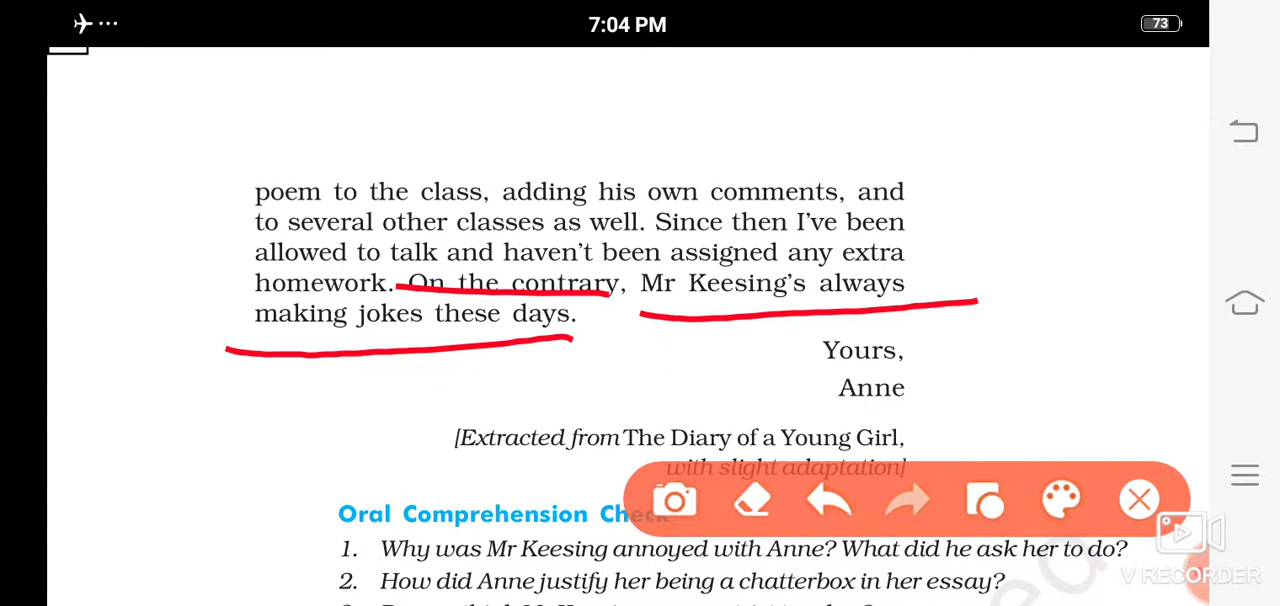 7:04 PM
73
poem to the class, adding his own comments, and
to several other classes as well. Since then I've been
allowed to talk and haven't been assigned any extra
homework. On the contrary, Mr Keesing's always
making jokes these days.
Yours,
Anne
[Extracted from The Diary of a Young Girl,
with slight adaptation]
Oral Comprehension Check
1. Why was Mr Keesing annoyed with Anne? What did he ask her to do?
2. How did Anne justify her being a chatterbox in her essay?
V RECORDER